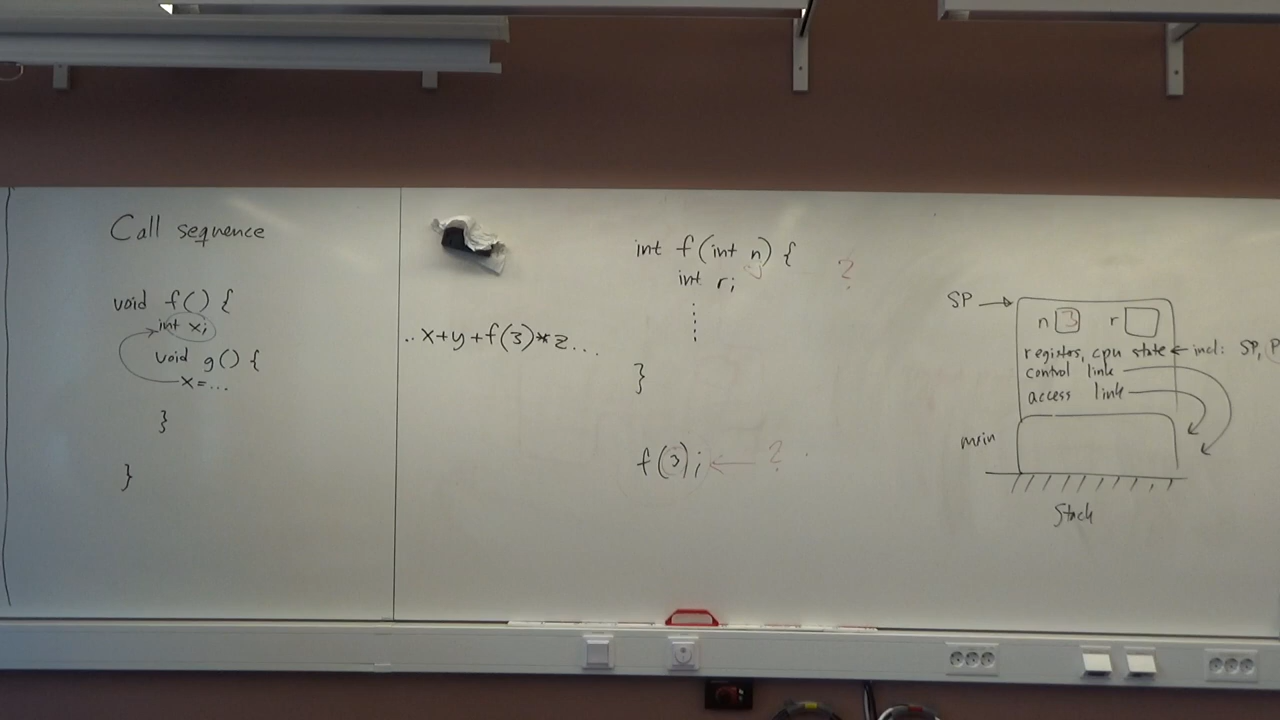 Call sequence
void f() {
int x;
void g() {
x=...
}
}
..x+y+f(3)*z...
int f(int n) {
int r;
}
?
f(3);
?
SP
n 3 r
registers, cpu state ← incl: SP, P
control link
access link
main
Stack